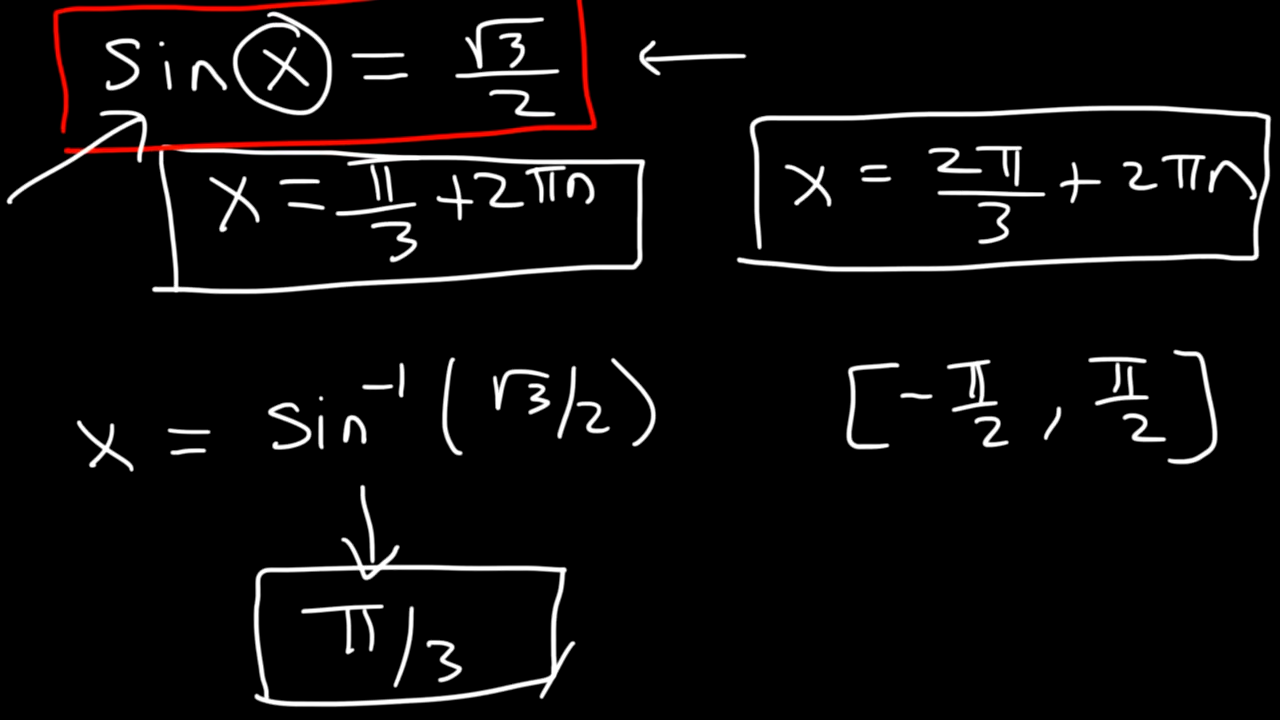 sin(x) = √3/2
x = π/3 + 2πn
x = 2π/3 + 2πn
x = sin⁻¹(√3/2)
[-π/2, π/2]
π/3